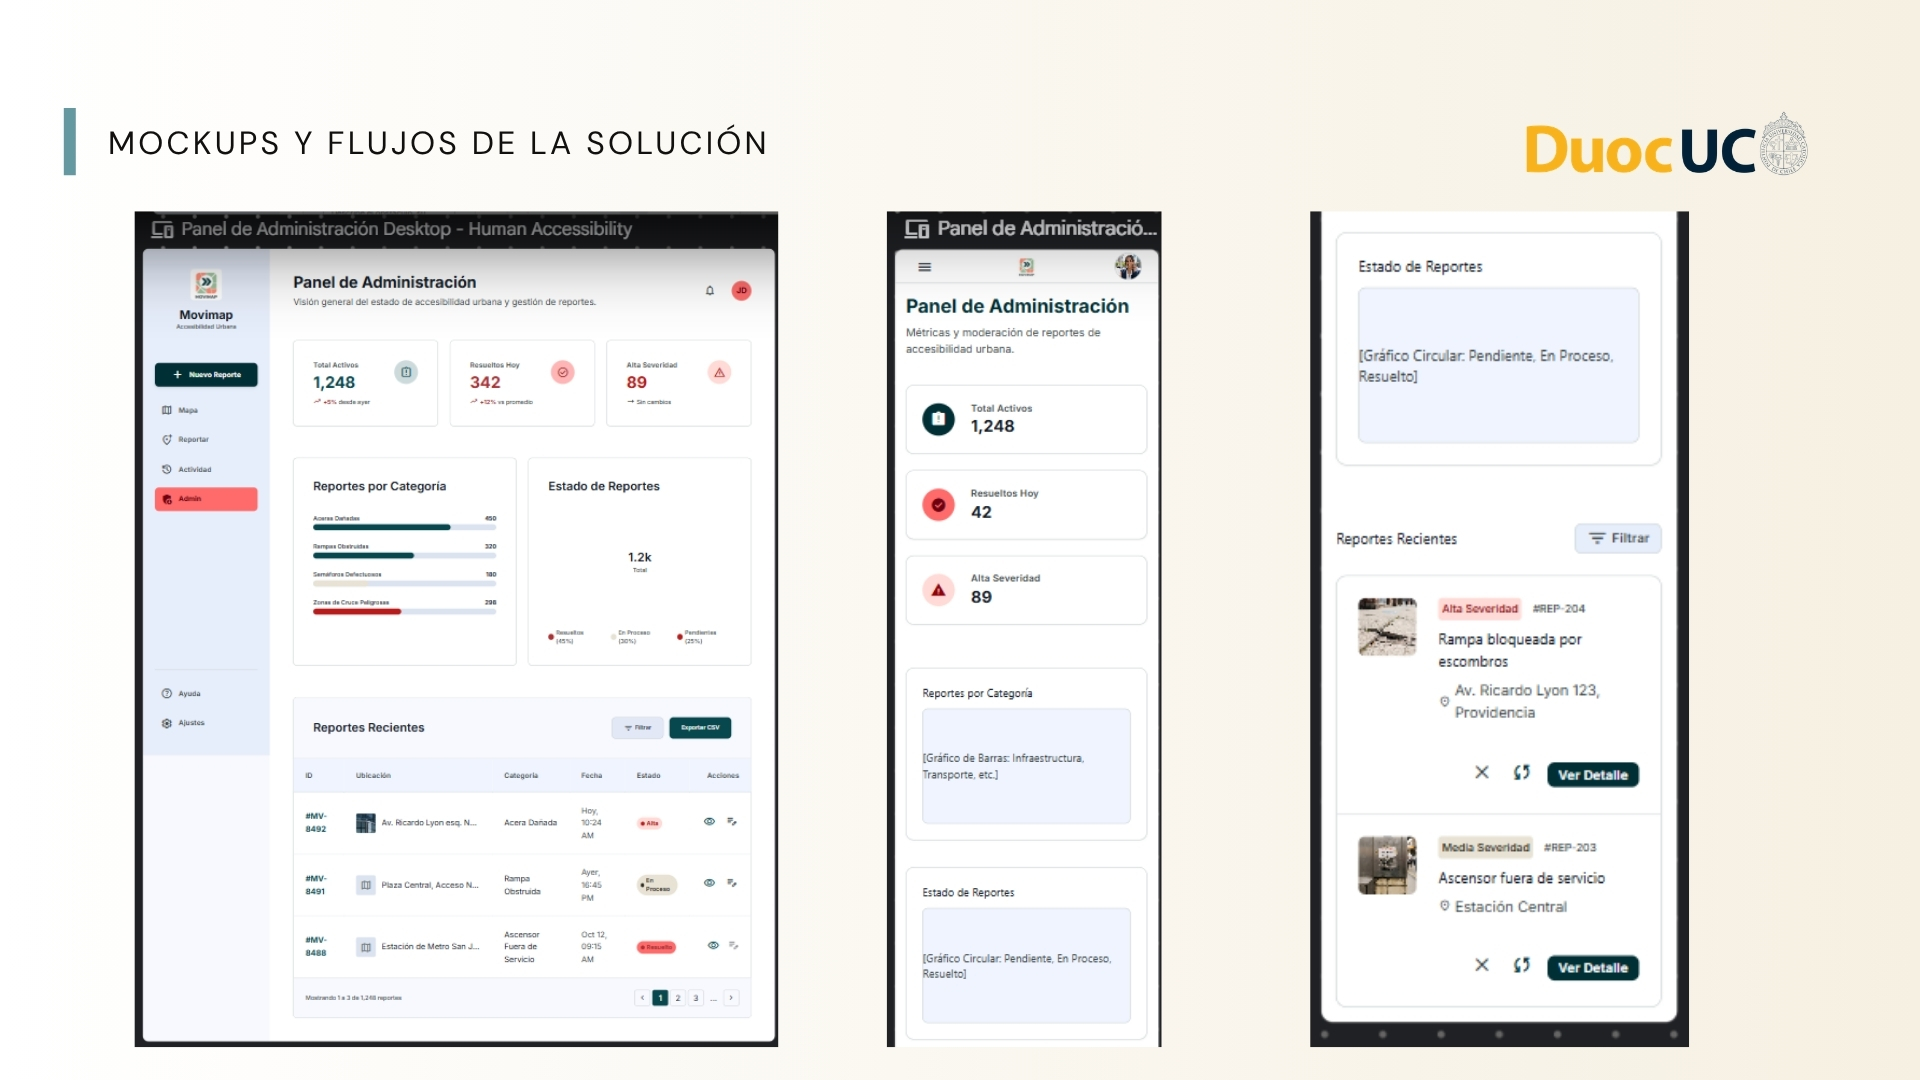 MOCKUPS Y FLUJOS DE LA SOLUCIÓN
Duoc UC
Panel de Administración Desktop - Human Accessibility
MOVIMAP
Movimap
Accesibilidad Urbana
+ Nuevo Reporte
Mapa
Reportar
Actividad
Admin
Ayuda
Ajustes
Panel de Administración
Visión general del estado de accesibilidad urbana y gestión de reportes.
JD
Total Activos
1,248
+5% desde ayer
Resueltos Hoy
342
+12% vs promedio
Alta Severidad
89
Sin cambios
Reportes por Categoría
Aceras Dañadas 450
Rampas Obstruidas 320
Semáforos Defectuosos 180
Zonas de Cruce Peligrosas 298
Estado de Reportes
1.2k
Total
Resueltos (45%)
En Proceso (30%)
Pendientes (25%)
Reportes Recientes
Filtrar
Exportar CSV
ID Ubicación Categoría Fecha Estado Acciones
#MV-8492 Av. Ricardo Lyon esq. N... Acera Dañada Hoy, 10:24 AM Alta
#MV-8491 Plaza Central, Acceso N... Rampa Obstruida Ayer, 16:45 PM En Proceso
#MV-8488 Estación de Metro San J... Ascensor Fuera de Servicio Oct 12, 09:15 AM Resuelto
Mostrando 1 a 3 de 1,248 reportes
‹ 1 2 3 ... ›
Panel de Administració...
Panel de Administración
Métricas y moderación de reportes de
accesibilidad urbana.
Total Activos
1,248
Resueltos Hoy
42
Alta Severidad
89
Reportes por Categoría
[Gráfico de Barras: Infraestructura,
Transporte, etc.]
Estado de Reportes
[Gráfico Circular: Pendiente, En Proceso,
Resuelto]
Estado de Reportes
[Gráfico Circular: Pendiente, En Proceso,
Resuelto]
Reportes Recientes
Filtrar
Alta Severidad #REP-204
Rampa bloqueada por
escombros
Av. Ricardo Lyon 123,
Providencia
Ver Detalle
Media Severidad #REP-203
Ascensor fuera de servicio
Estación Central
Ver Detalle